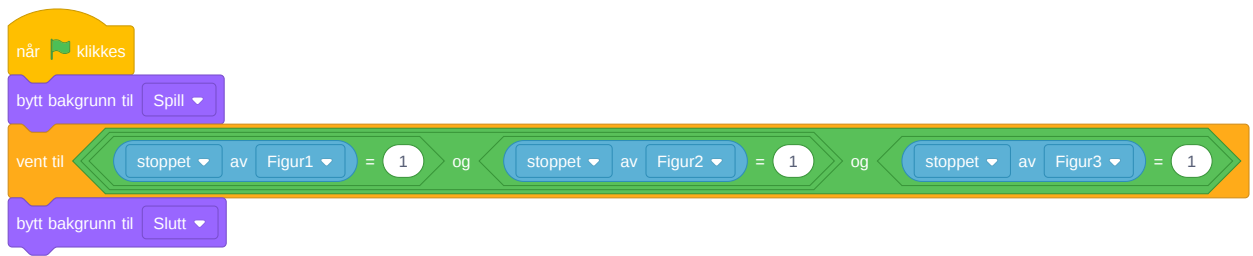 når klikkes
bytt bakgrunn til Spill
vent til stoppet av Figur1 = 1 og stoppet av Figur2 = 1 og stoppet av Figur3 = 1
bytt bakgrunn til Slutt